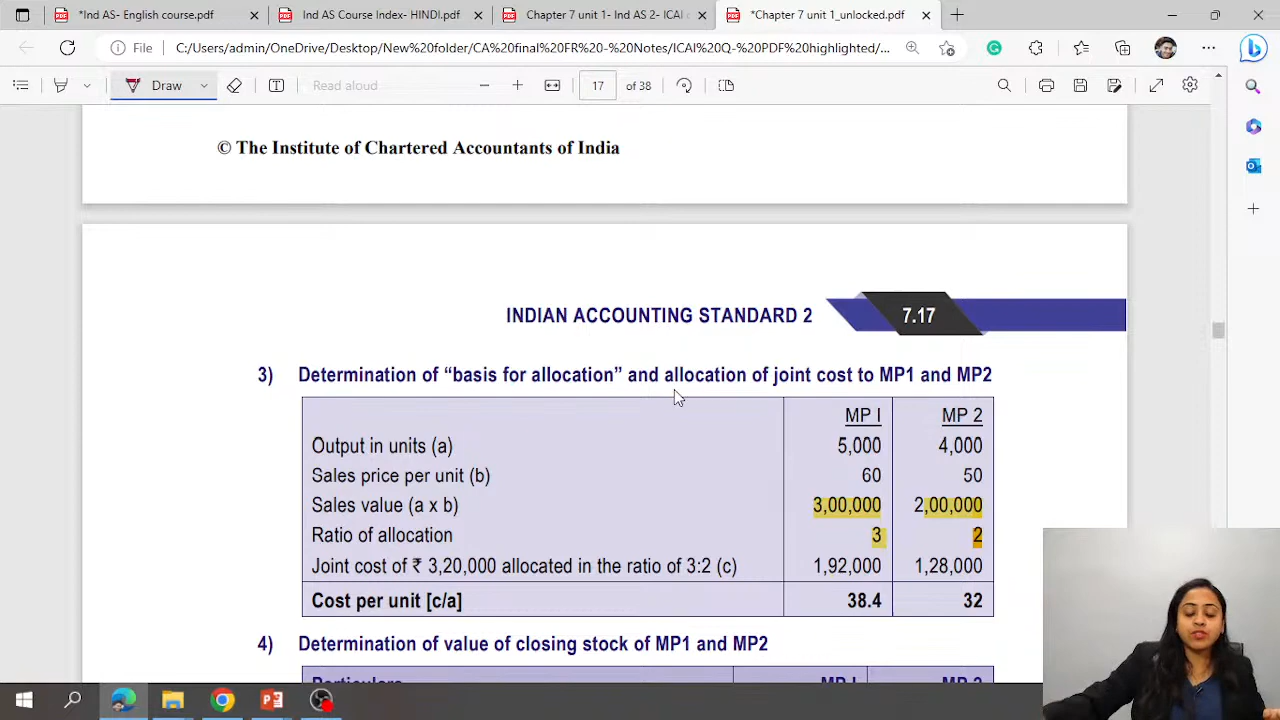 *Ind AS- English course.pdf
Ind AS Course Index- HINDI.pdf
Chapter 7 unit 1- Ind AS 2- ICAI
*Chapter 7 unit 1_unlocked.pdf
File
C:/Users/admin/OneDrive/Desktop/New%20folder/CA%20final%20FR%20-%20Notes/ICAI%20Q-%20PDF%20highlighted/...
Draw
Read aloud
17
of 38
© The Institute of Chartered Accountants of India
INDIAN ACCOUNTING STANDARD 2
7.17
3) Determination of “basis for allocation” and allocation of joint cost to MP1 and MP2
MP I MP 2
Output in units (a) 5,000 4,000
Sales price per unit (b) 60 50
Sales value (a x b) 3,00,000 2,00,000
Ratio of allocation 3 2
Joint cost of ₹ 3,20,000 allocated in the ratio of 3:2 (c) 1,92,000 1,28,000
Cost per unit [c/a] 38.4 32
4) Determination of value of closing stock of MP1 and MP2
Particulars MP I MP 2